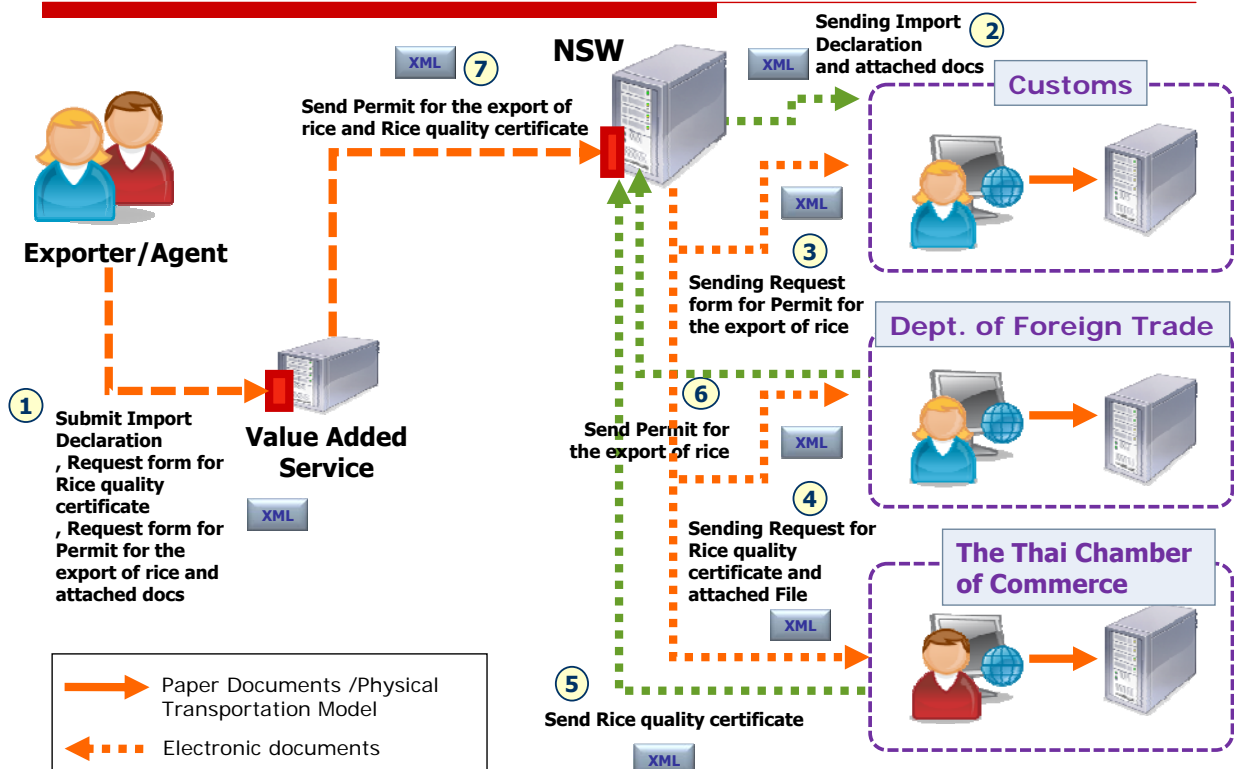 XML
7
Send Permit for the export of
rice and Rice quality certificate
NSW
XML
Sending Import
Declaration
and attached docs
2
Customs
Exporter/Agent
XML
3
Sending Request
form for Permit for
the export of rice
Dept. of Foreign Trade
1
Submit Import
Declaration
, Request form for
Rice quality
certificate
, Request form for
Permit for the
export of rice and
attached docs
Value Added
Service
XML
6
Send Permit for
the export of rice
XML
4
Sending Request for
Rice quality
certificate and
attached File
XML
The Thai Chamber
of Commerce
5
Send Rice quality certificate
XML
Paper Documents /Physical
Transportation Model
Electronic documents